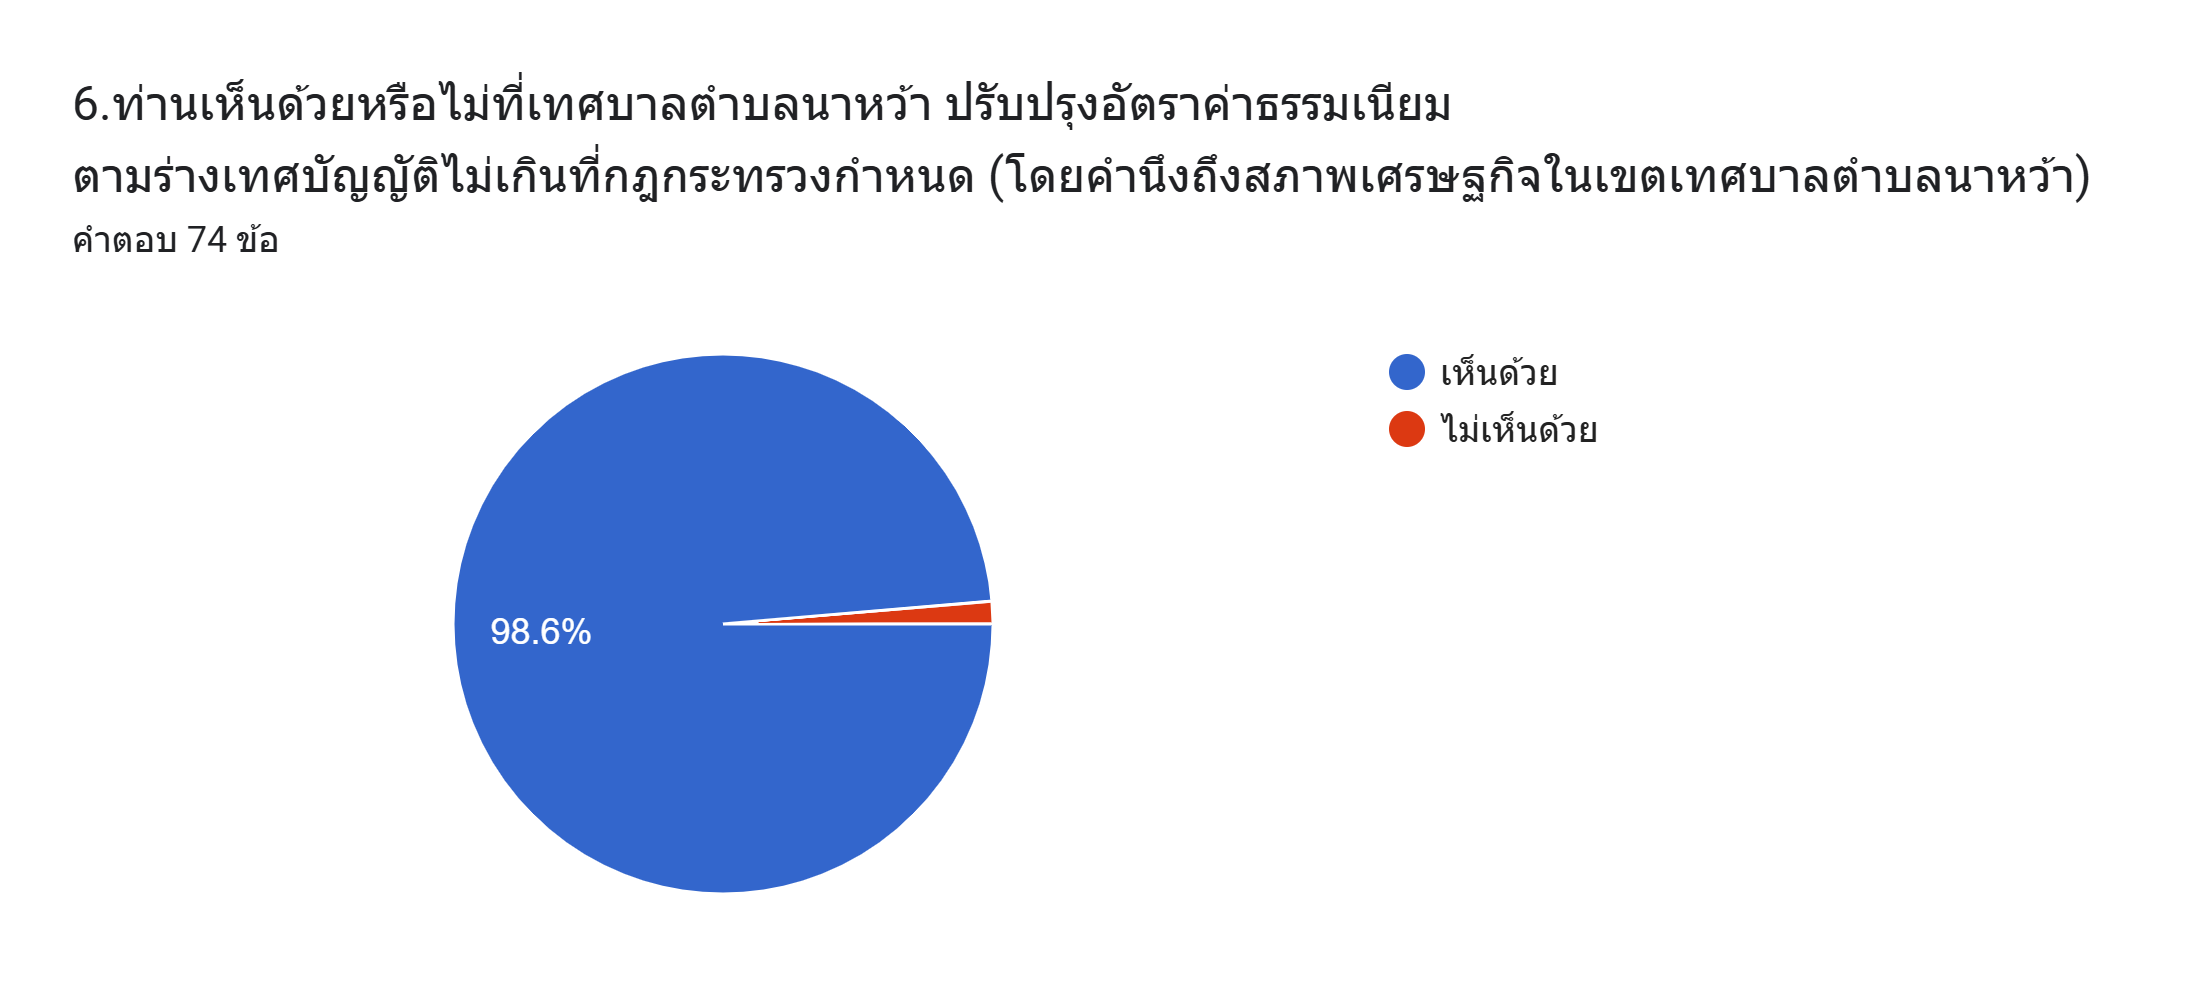 6.ท่านเห็นด้วยหรือไม่ที่เทศบาลตำบลนาหว้า ปรับปรุงอัตราค่าธรรมเนียม
ตามร่างเทศบัญญัติไม่เกินที่กฎกระทรวงกำหนด (โดยคำนึงถึงสภาพเศรษฐกิจในเขตเทศบาลตำบลนาหว้า)
คำตอบ 74 ข้อ
เห็นด้วย
ไม่เห็นด้วย
98.6%